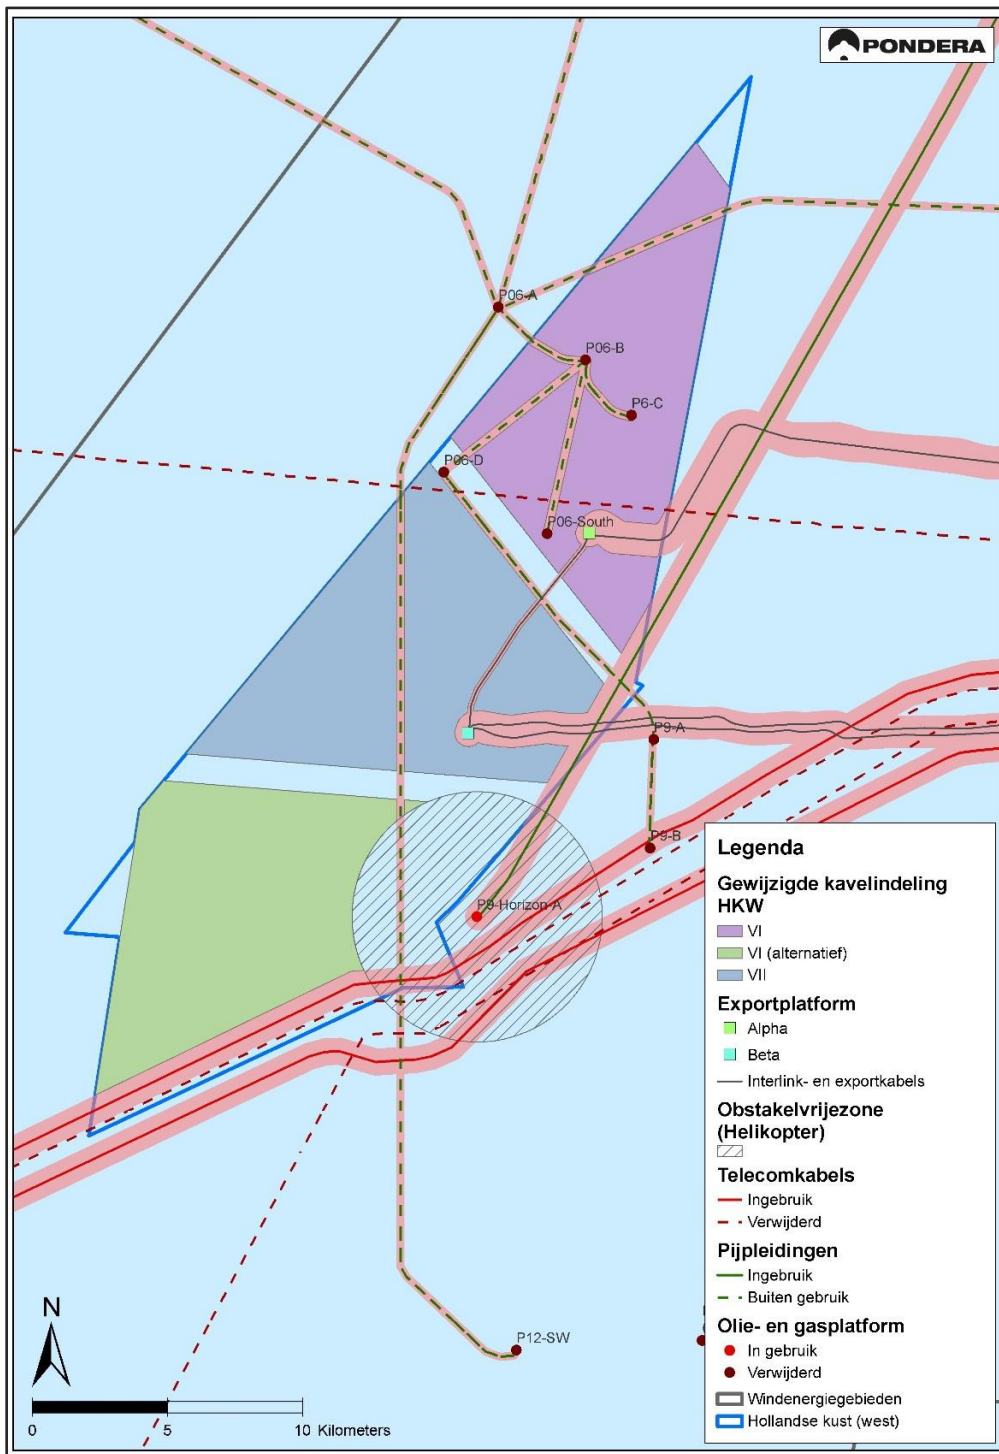 PONDERA
P06-A
P06-B
P6-C
P06-D
P06-South
P9-A
P9-B
P9-Horizon-A
P12-SW
Legenda
Gewijzigde kavelindeling
HKW
VI
VI (alternatief)
VII
Exportplatform
Alpha
Beta
Interlink- en exportkabels
Obstakelvrijezone
(Helikopter)
Telecomkabels
Ingebruik
Verwijderd
Pijpleidingen
Ingebruik
Buiten gebruik
Olie- en gasplatform
In gebruik
Verwijderd
Windenergiegebieden
Hollandse kust (west)
N
0 5 10 Kilometers